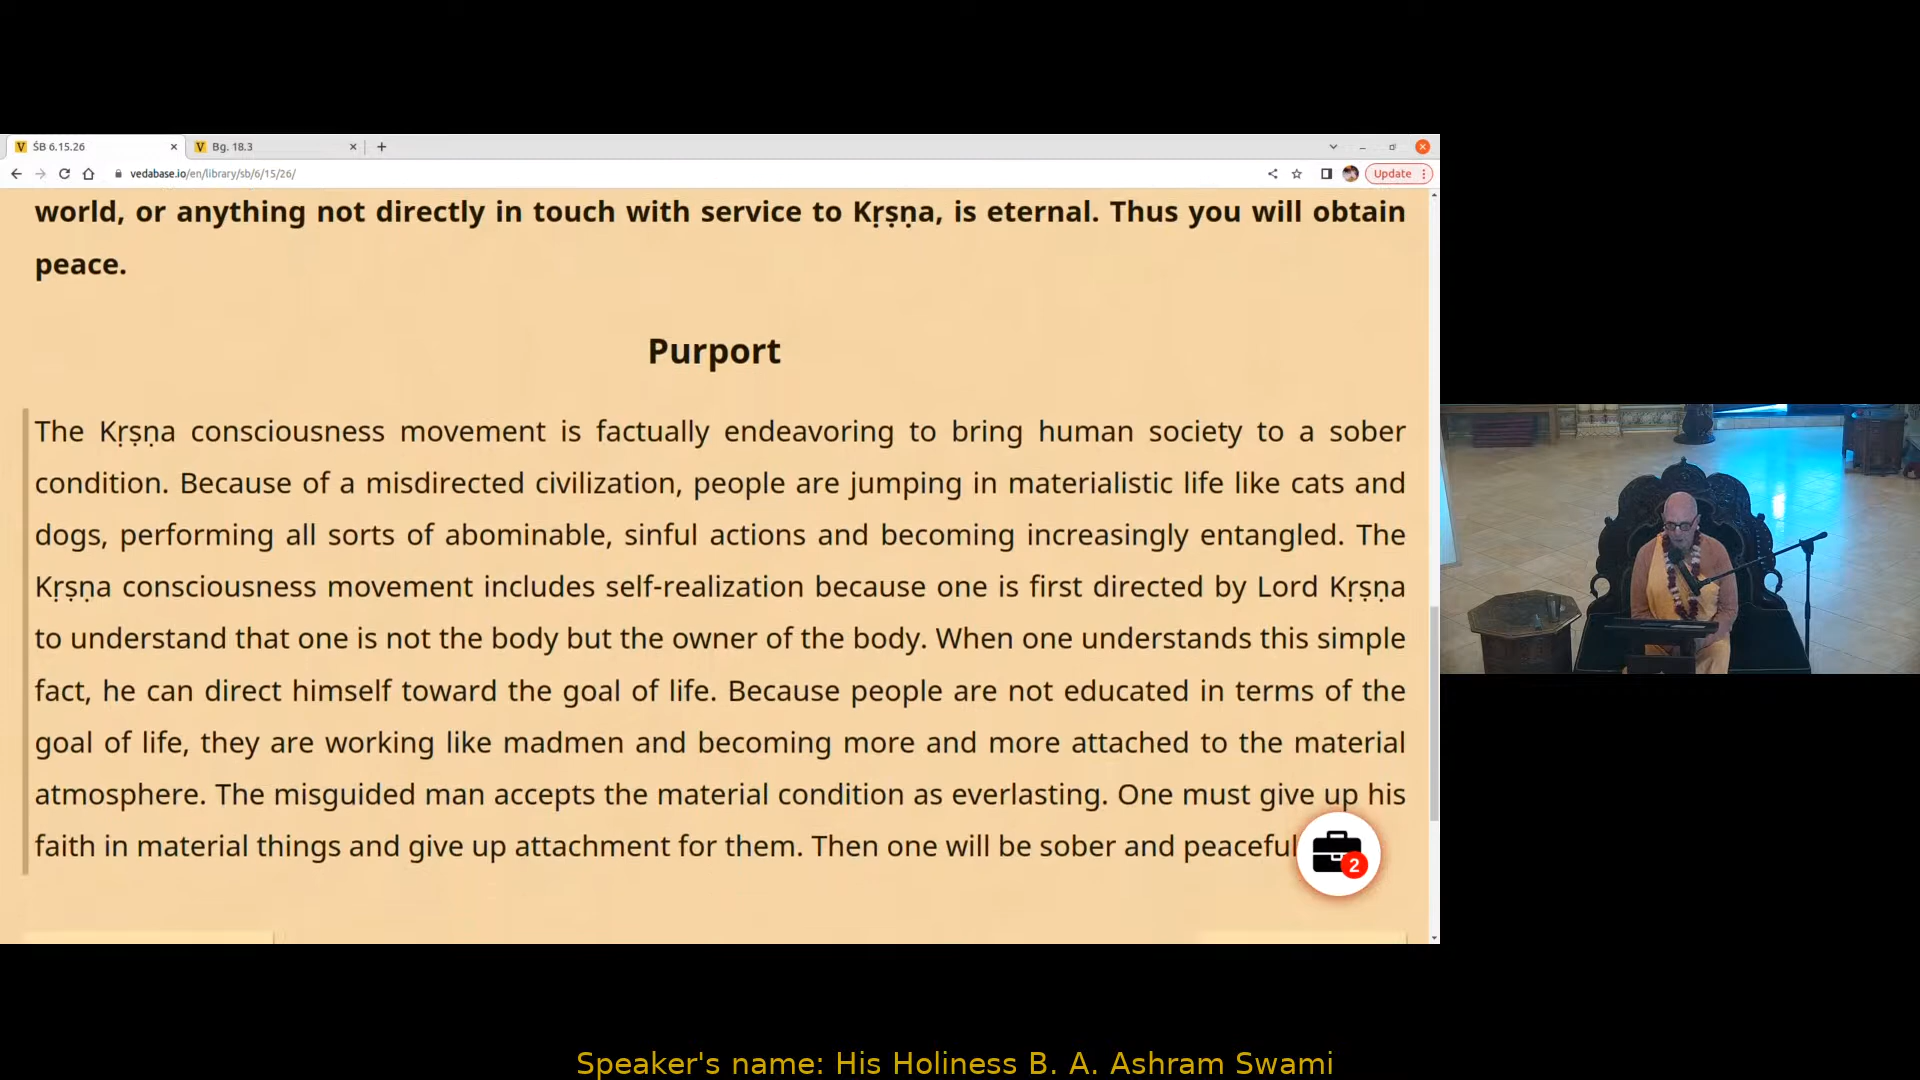 ŚB 6.15.26
Bg. 18.3
vedabase.io/en/library/sb/6/15/26/
Update
world, or anything not directly in touch with service to Kṛṣṇa, is eternal. Thus you will obtain
peace.
Purport
The Kṛṣṇa consciousness movement is factually endeavoring to bring human society to a sober
condition. Because of a misdirected civilization, people are jumping in materialistic life like cats and
dogs, performing all sorts of abominable, sinful actions and becoming increasingly entangled. The
Kṛṣṇa consciousness movement includes self-realization because one is first directed by Lord Kṛṣṇa
to understand that one is not the body but the owner of the body. When one understands this simple
fact, he can direct himself toward the goal of life. Because people are not educated in terms of the
goal of life, they are working like madmen and becoming more and more attached to the material
atmosphere. The misguided man accepts the material condition as everlasting. One must give up his
faith in material things and give up attachment for them. Then one will be sober and peaceful
2
Speaker's name: His Holiness B. A. Ashram Swami